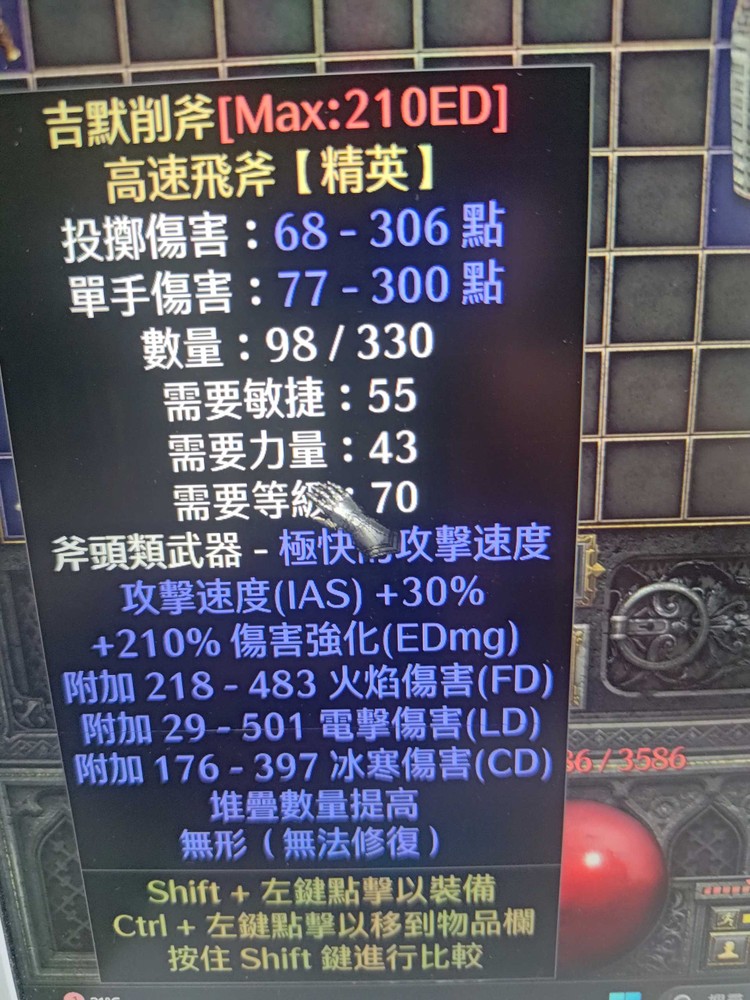 吉默削斧[Max:210ED]
高速飛斧【精英】
投擲傷害：68 - 306 點
單手傷害：77 - 300 點
數量：98 / 330
需要敏捷：55
需要力量：43
需要等級 70
斧頭類武器 - 極快 攻擊速度
攻擊速度(IAS) +30%
+210% 傷害強化(EDmg)
附加 218 - 483 火焰傷害(FD)
附加 29 - 501 電擊傷害(LD)
附加 176 - 397 冰寒傷害(CD)
36 / 3586
堆疊數量提高
無形（無法修復）
Shift + 左鍵點擊以裝備
Ctrl + 左鍵點擊以移到物品欄
按住 Shift 鍵進行比較